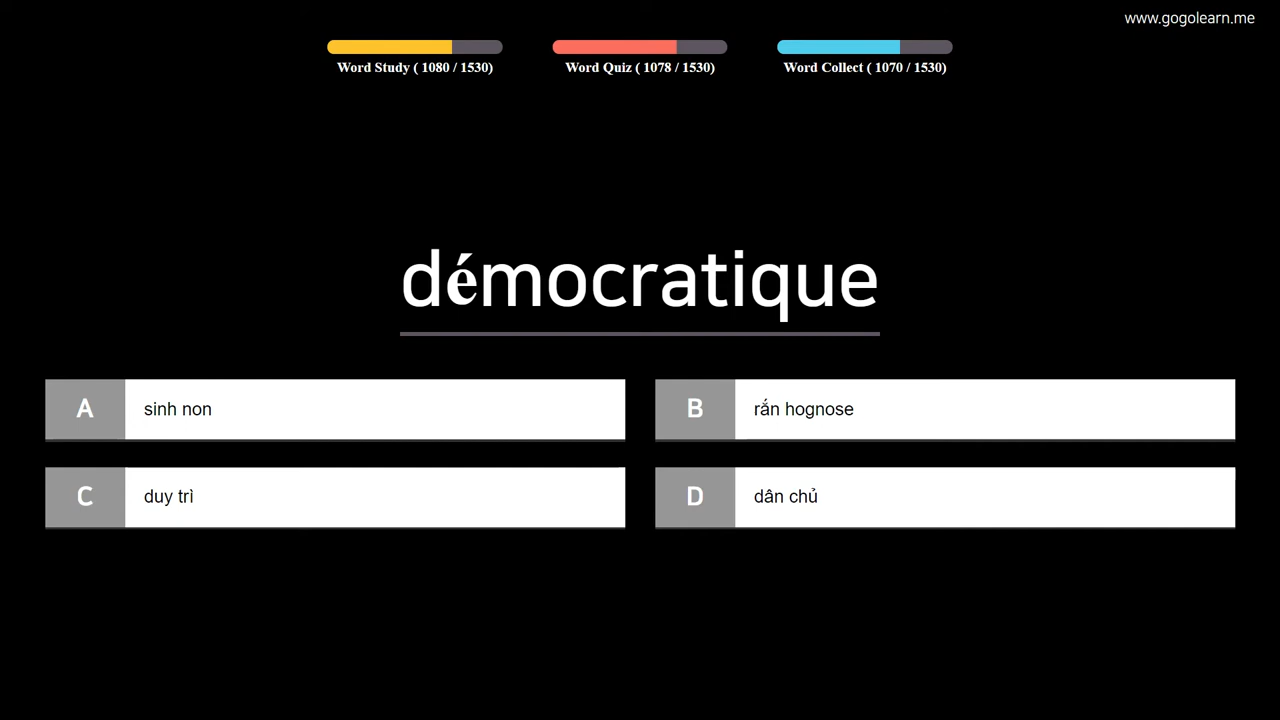 www.gogolearn.me
Word Study ( 1080 / 1530)
Word Quiz ( 1078 / 1530)
Word Collect ( 1070 / 1530)
démocratique
A sinh non
B rắn hognose
C duy trì
D dân chủ